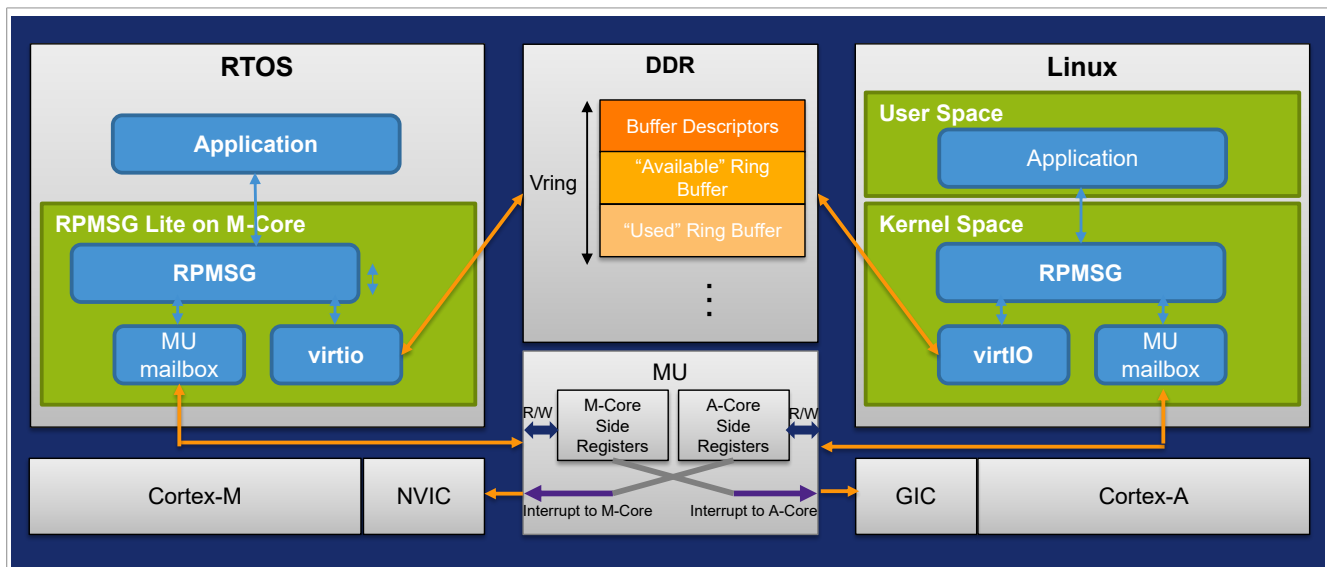 RTOS
Application
RPMSG Lite on M-Core
RPMSG
MU
mailbox
virtio
Cortex-M
NVIC
DDR
Vring
Buffer Descriptors
“Available” Ring
Buffer
“Used” Ring Buffer
MU
R/W
M-Core
Side
Registers
A-Core
Side
Registers
R/W
Interrupt to M-Core
Interrupt to A-Core
Linux
User Space
Application
Kernel Space
RPMSG
virtIO
MU
mailbox
GIC
Cortex-A